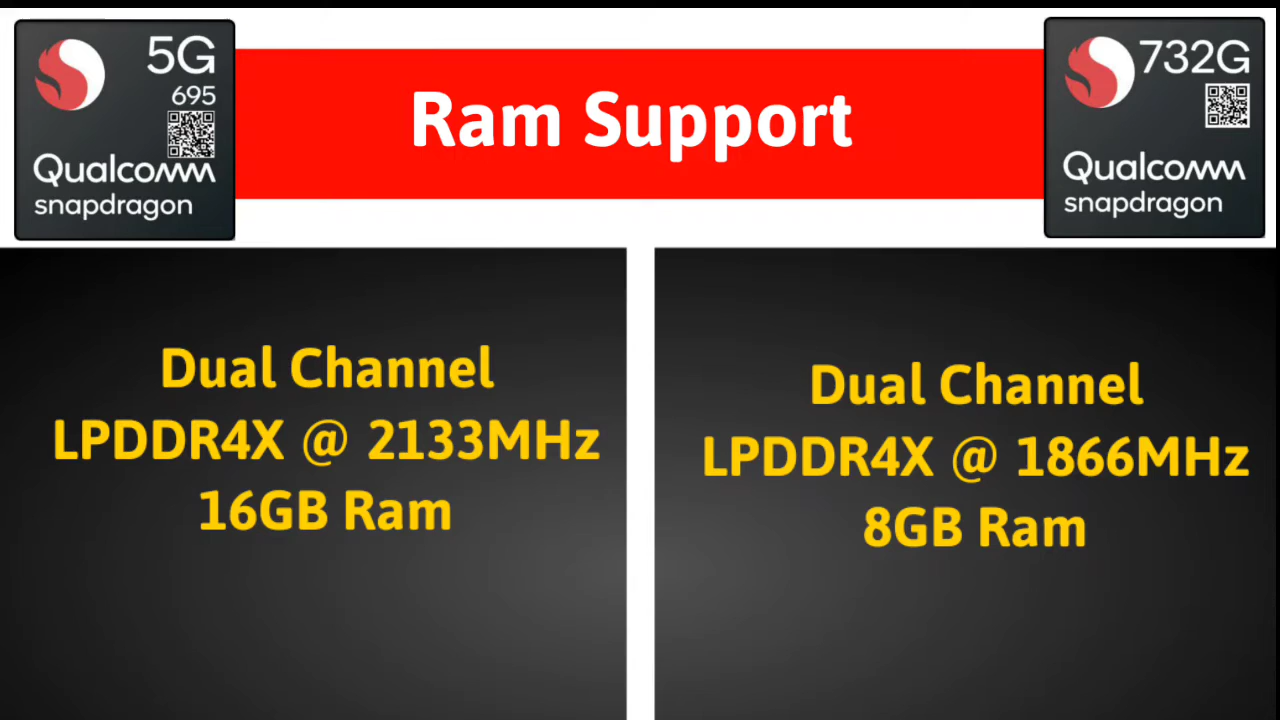 5G
695
Qualcomm
snapdragon
Ram Support
732G
Qualcomm
snapdragon
Dual Channel
LPDDR4X @ 2133MHz
16GB Ram
Dual Channel
LPDDR4X @ 1866MHz
8GB Ram